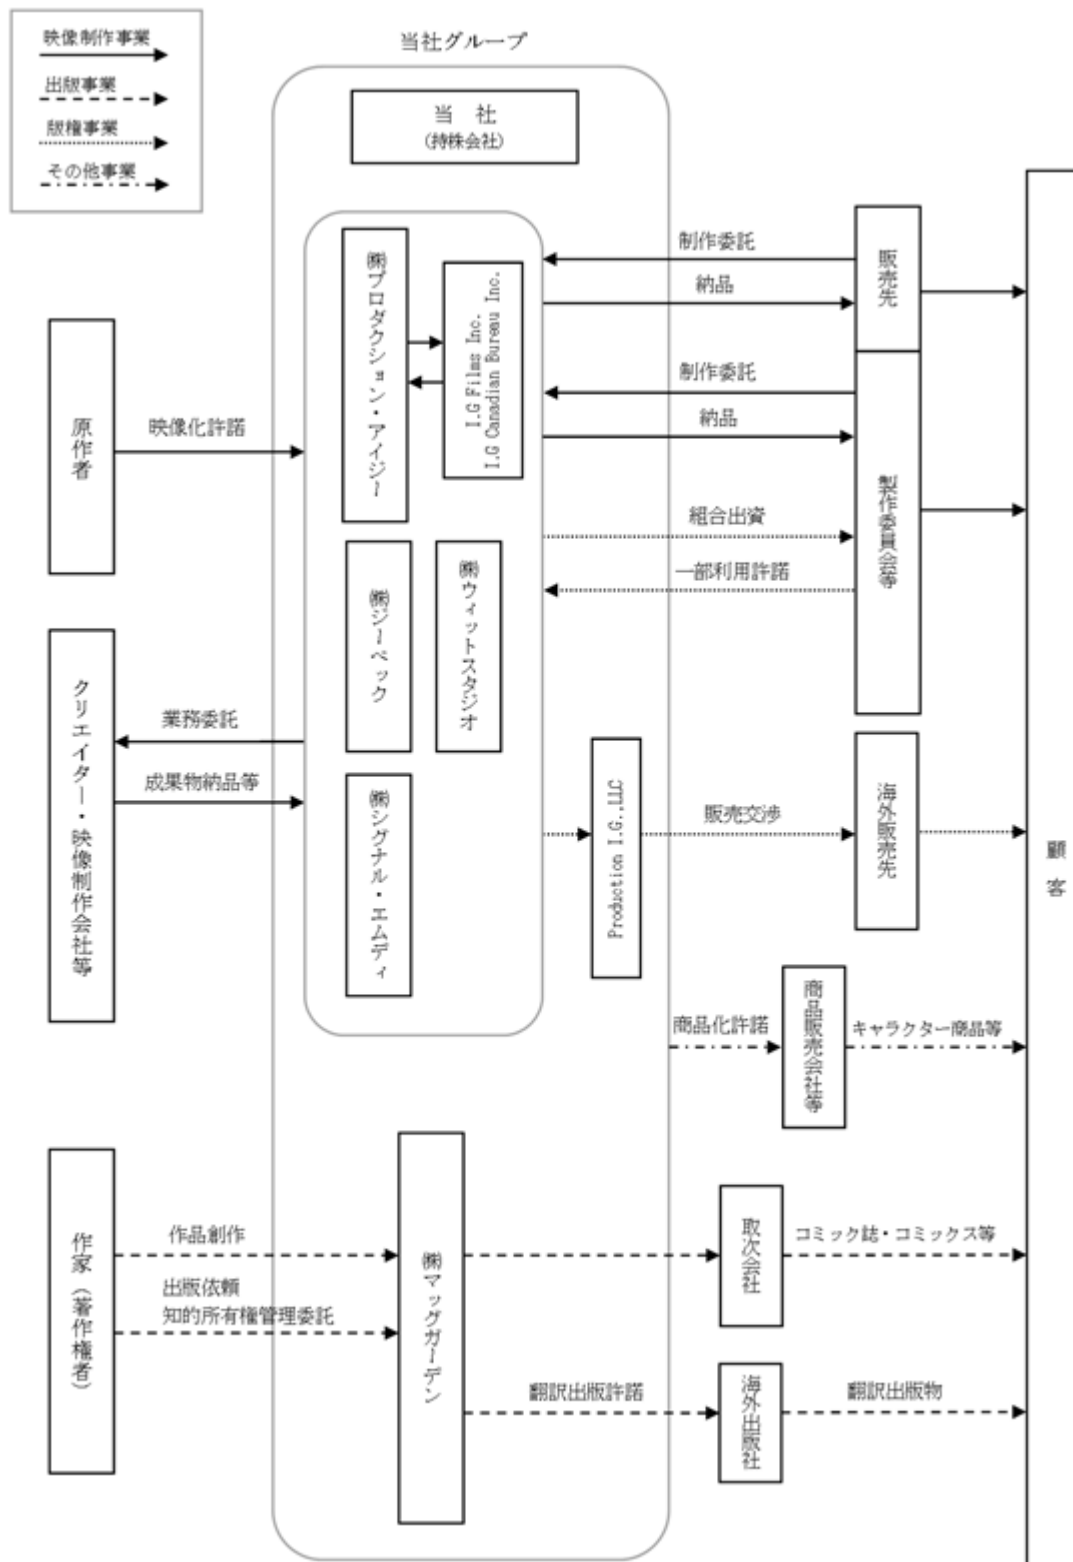 映像制作事業
出版事業
版権事業
その他事業
当社グループ
当 社
(持株会社)
㈱プロダクション・アイジー
I.G Films Inc.
I.G Canadian Bureau Inc.
制作委託
納品
販売先
制作委託
納品
原作者
映像化許諾
製作委員会等
組合出資
一部利用許諾
㈱ジーベック
㈱ウィットスタジオ
クリエイター・映像制作会社等
業務委託
成果物納品等
㈱シグナル・エムディ
Production I.G.,LLC
販売交渉
海外販売先
顧客
商品化許諾
商品販売会社等
キャラクター商品等
作家（著作権者）
作品創作
出版依頼
知的所有権管理委託
㈱マッグガーデン
取次会社
コミック誌・コミックス等
翻訳出版許諾
海外出版社
翻訳出版物